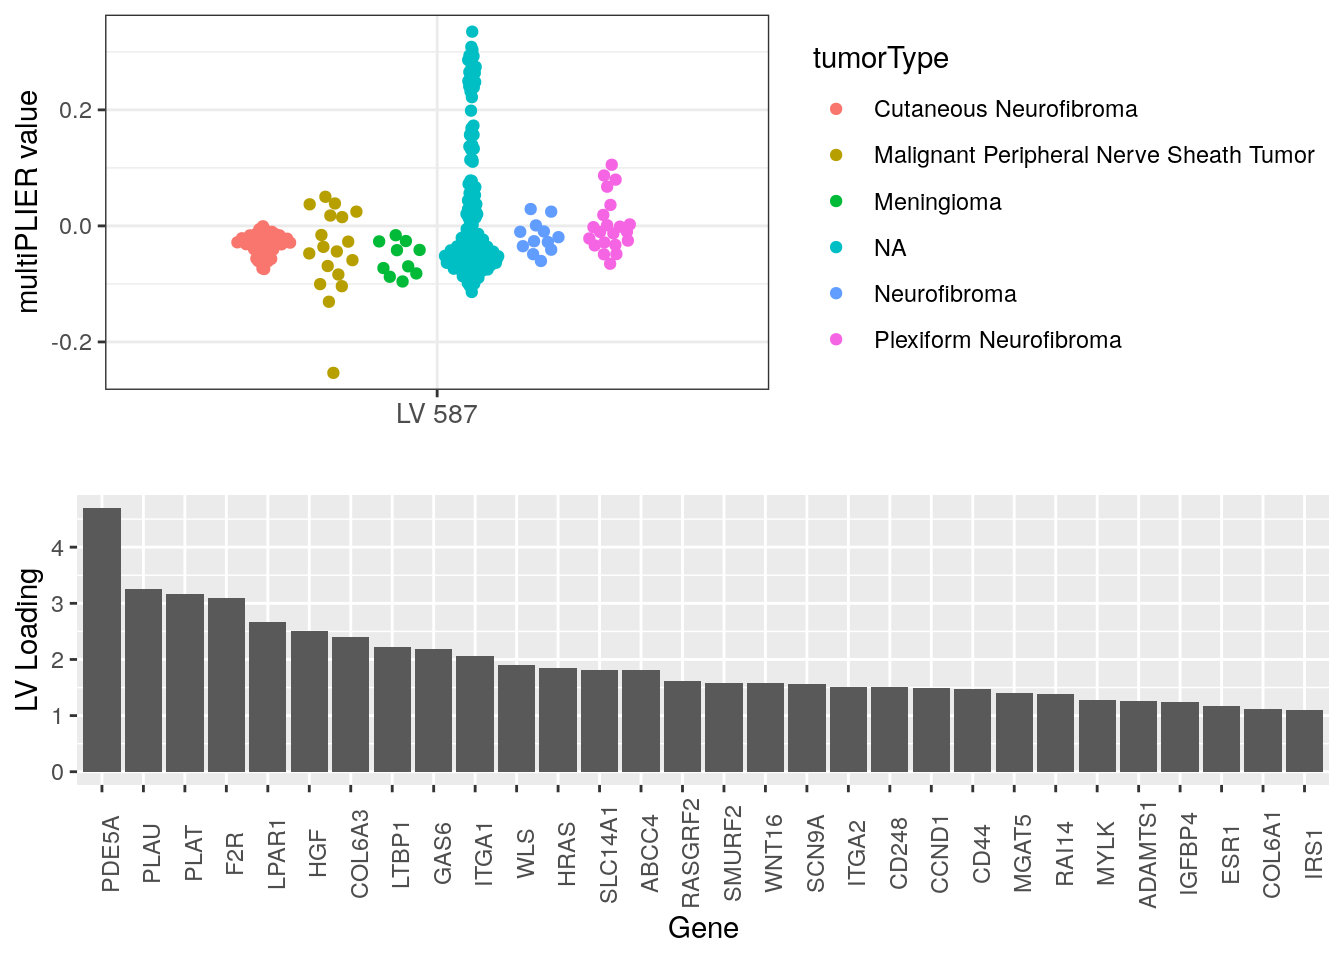 multiPLIER value
0.2
0.0
-0.2
LV 587
tumorType
Cutaneous Neurofibroma
Malignant Peripheral Nerve Sheath Tumor
Meningioma
NA
Neurofibroma
Plexiform Neurofibroma
LV Loading
4
3
2
1
0
PDE5A
PLAU
PLAT
F2R
LPAR1
HGF
COL6A3
LTBP1
GAS6
ITGA1
WLS
HRAS
SLC14A1
ABCC4
RASGRF2
SMURF2
WNT16
SCN9A
ITGA2
CD248
CCND1
CD44
MGAT5
RAI14
MYLK
ADAMTS1
IGFBP4
ESR1
COL6A1
IRS1
Gene